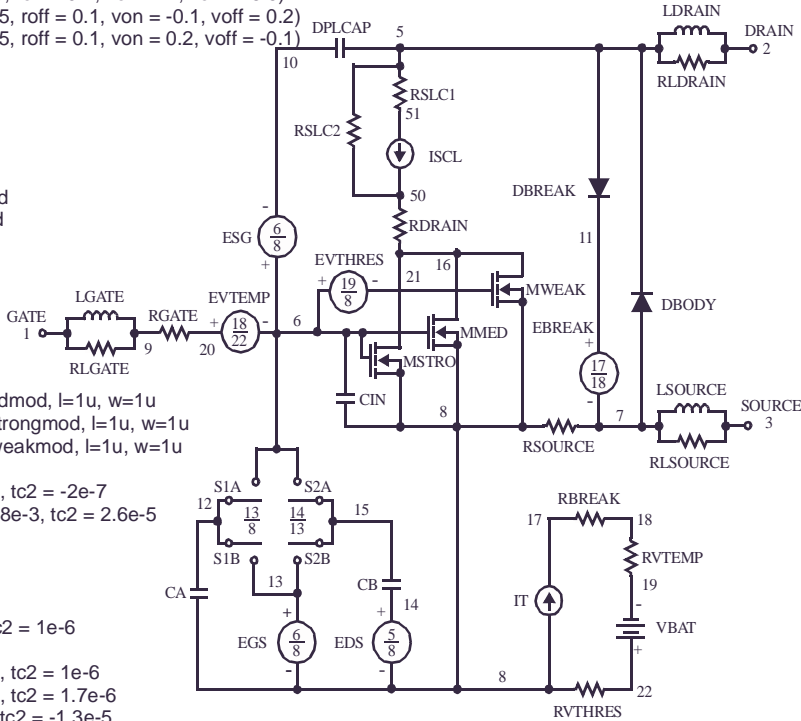 5, roff = 0.1, von = -0.1, voff = 0.2)
5, roff = 0.1, von = 0.2, voff = -0.1)
d
d
dmod, l=1u, w=1u
trongmod, l=1u, w=1u
weakmod, l=1u, w=1u
, tc2 = -2e-7
8e-3, tc2 = 2.6e-5
c2 = 1e-6
, tc2 = 1e-6
, tc2 = 1.7e-6
tc2 = -1.3e-5
DPLCAP
5
10
LDRAIN
DRAIN
2
RLDRAIN
RSLC1
51
RSLC2
ISCL
50
RDRAIN
DBREAK
11
-
ESG
6
8
+
EVTHRES
+
19
8
-
21
16
MWEAK
DBODY
LGATE
GATE
1
RLGATE
9
RGATE
20
EVTEMP
+
18
22
-
6
MMED
MSTRO
CIN
8
EBREAK
+
17
18
-
7
RSOURCE
LSOURCE
SOURCE
3
RLSOURCE
S1A
S2A
12
13
8
14
13
15
S1B
S2B
13
CA
CB
14
+
EGS
6
8
-
+
EDS
5
8
-
8
RBREAK
17
18
RVTEMP
19
IT
-
VBAT
+
22
RVTHRES